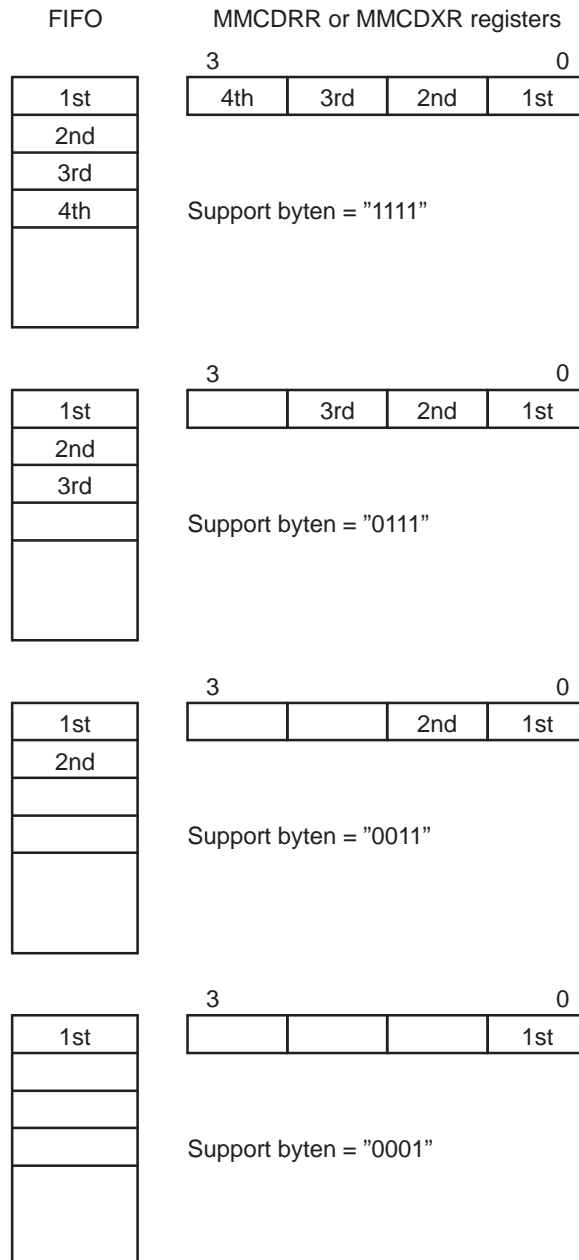 FIFO MMCDRR or MMCDXR registers
3 0
1st 4th 3rd 2nd 1st
2nd
3rd
4th Support byten = ”1111”
3 0
1st 3rd 2nd 1st
2nd
3rd
Support byten = ”0111”
3 0
1st 2nd 1st
2nd
Support byten = ”0011”
3 0
1st 1st
Support byten = ”0001”